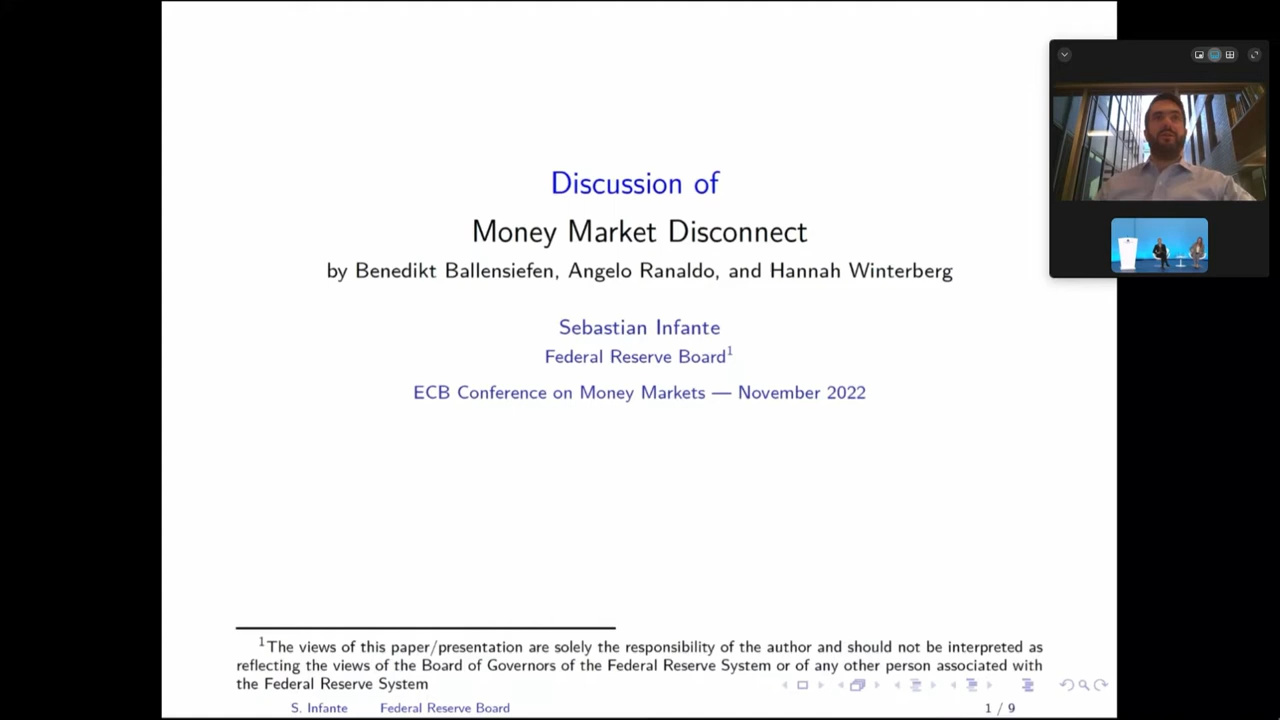 Discussion of
Money Market Disconnect
by Benedikt Ballensiefen, Angelo Ranaldo, and Hannah Winterberg
Sebastian Infante
Federal Reserve Board1
ECB Conference on Money Markets — November 2022
1The views of this paper/presentation are solely the responsibility of the author and should not be interpreted as
reflecting the views of the Board of Governors of the Federal Reserve System or of any other person associated with
the Federal Reserve System
S. Infante Federal Reserve Board 1 / 9